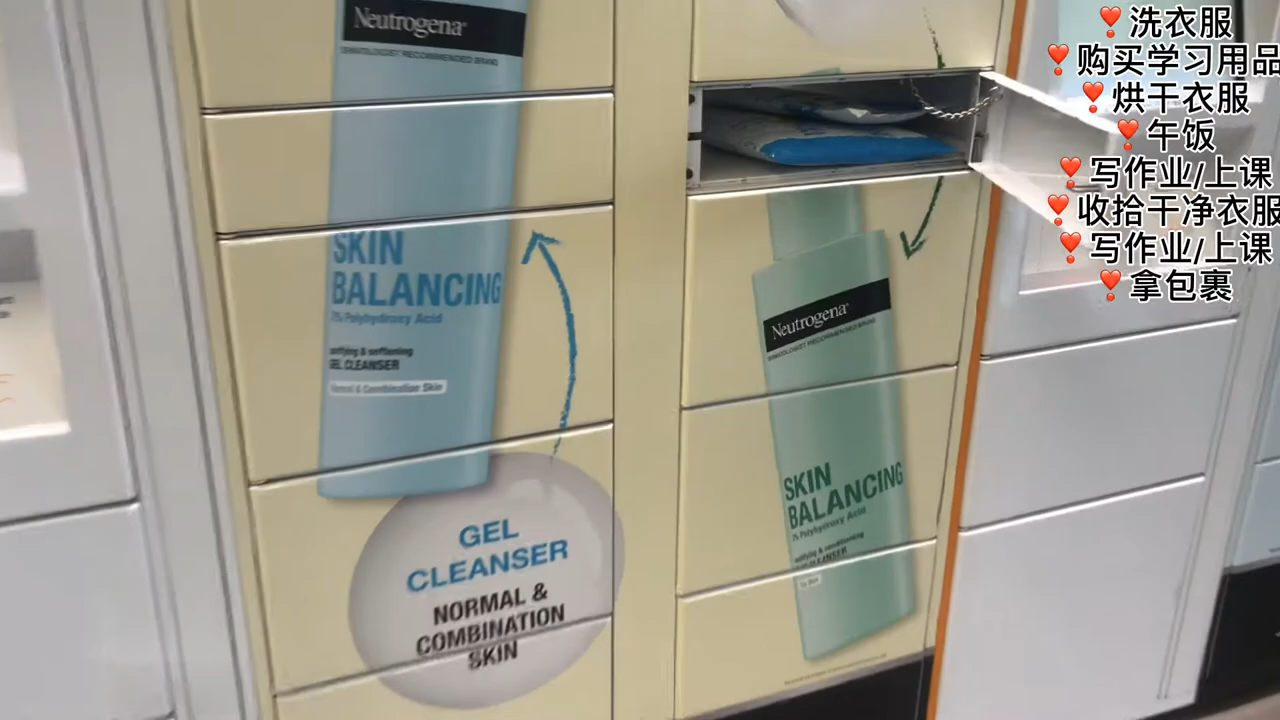 Neutrogena®
DERMATOLOGIST RECOMMENDED BRAND
SKIN
BALANCING
2% Polyhydroxy Acid
GEL CLEANSER
Normal & Combination Skin
GEL
CLEANSER
NORMAL &
COMBINATION
SKIN
Neutrogena®
DERMATOLOGIST RECOMMENDED BRAND
SKIN
BALANCING
2% Polyhydroxy Acid
❣️洗衣服
❣️购买学习用品
❣️烘干衣服
❣️午饭
❣️写作业/上课
❣️收拾干净衣服
❣️写作业/上课
❣️拿包裹